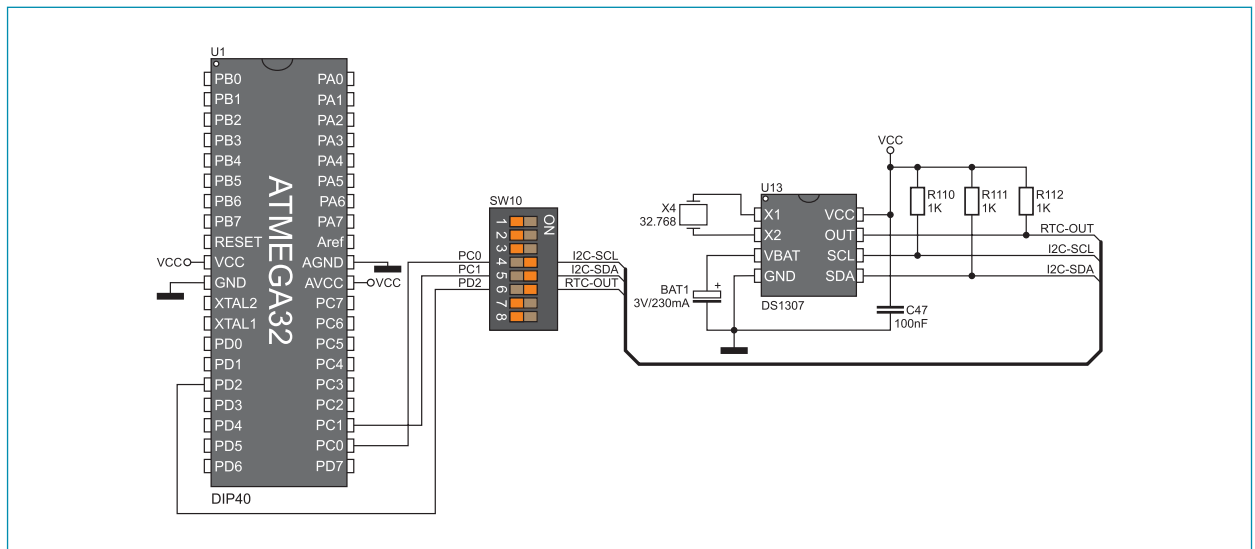 U1
PB0 PA0
PB1 PA1
PB2 PA2
PB3 PA3
PB4 PA4
PB5 PA5
PB6 PA6
PB7 PA7
RESET Aref
VCC VCC AGND
GND AVCC VCC
XTAL2 PC7
XTAL1 PC6
PD0 PC5
PD1 PC4
PD2 PC3
PD3 PC2
PD4 PC1
PD5 PC0
PD6 PD7
ATMEGA32
DIP40
PC0
PC1
PD2
SW10
ON
1
2
3
4
5
6
7
8
I2C-SCL
I2C-SDA
RTC-OUT
X4
32.768
U13
X1 VCC
X2 OUT
VBAT SCL
GND SDA
DS1307
BAT1
3V/230mA
+
VCC
R110
1K
R111
1K
R112
1K
RTC-OUT
I2C-SCL
I2C-SDA
C47
100nF